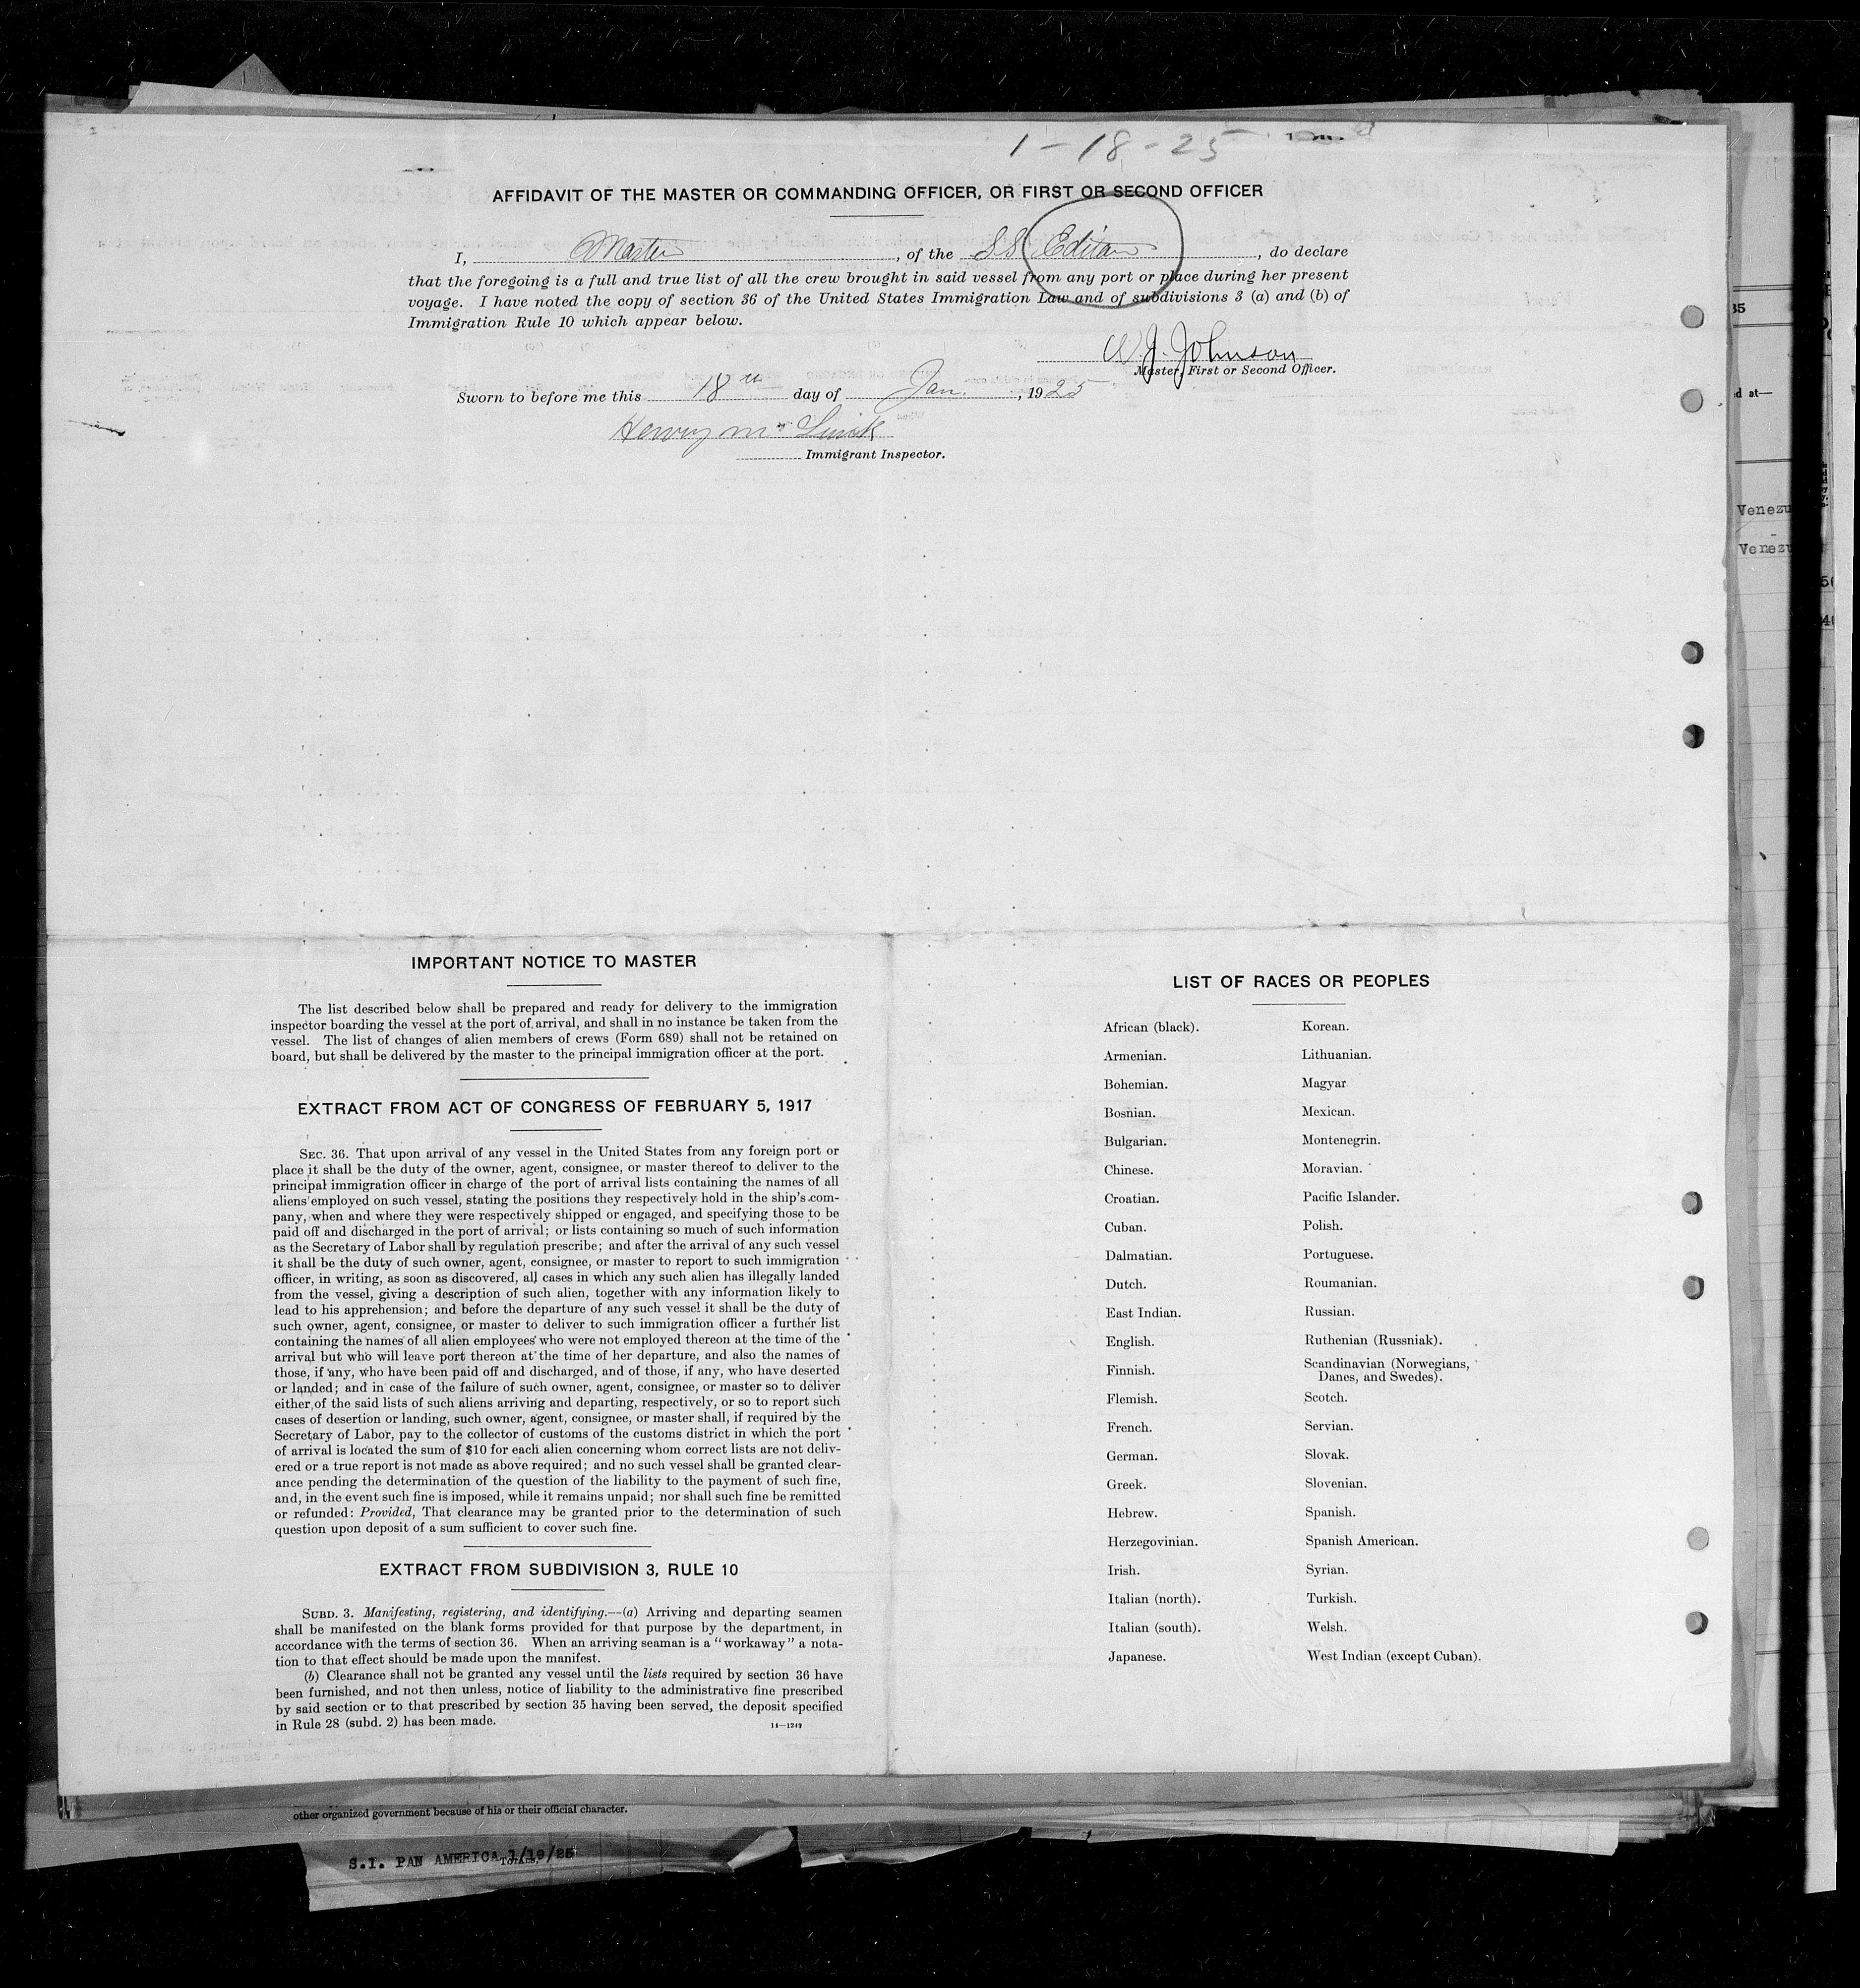 1-18-25
AFFIDAVIT OF THE MASTER OR COMMANDING OFFICER, OR FIRST OR SECOND OFFICER
I, Master, of the SS Editor, do declare
that the foregoing is a full and true list of all the crew brought in said vessel from any port or place during her present
voyage. I have noted the copy of section 36 of the United States Immigration Law and of subdivisions 3 (a) and (b) of
Immigration Rule 10 which appear below.
W. J. Johnson
Master, First or Second Officer.
Sworn to before me this 18th day of Jan., 1925
Immigrant Inspector.
IMPORTANT NOTICE TO MASTER
The list described below shall be prepared and ready for delivery to the immigration
inspector boarding the vessel at the port of arrival, and shall in no instance be taken from the
vessel. The list of changes of alien members of crews (Form 689) shall not be retained on
board, but shall be delivered by the master to the principal immigration officer at the port.
EXTRACT FROM ACT OF CONGRESS OF FEBRUARY 5, 1917
SEC. 36. That upon arrival of any vessel in the United States from any foreign port or
place it shall be the duty of the owner, agent, consignee, or master thereof to deliver to the
principal immigration officer in charge of the port of arrival lists containing the names of all
aliens employed on such vessel, stating the positions they respectively hold in the ship's com-
pany, when and where they were respectively shipped or engaged, and specifying those to be
paid off and discharged in the port of arrival; or lists containing so much of such information
as the Secretary of Labor shall by regulation prescribe; and after the arrival of any such vessel
it shall be the duty of such owner, agent, consignee, or master to report to such immigration
officer, in writing, as soon as discovered, all cases in which any such alien has illegally landed
from the vessel, giving a description of such alien, together with any information likely to
lead to his apprehension; and before the departure of any such vessel it shall be the duty of
such owner, agent, consignee, or master to deliver to such immigration officer a further list
containing the names of all alien employees who were not employed thereon at the time of the
arrival but who will leave port thereon at the time of her departure, and also the names of
those, if any, who have been paid off and discharged, and of those, if any, who have deserted
or landed; and in case of the failure of such owner, agent, consignee, or master so to deliver
either of the said lists of such aliens arriving and departing, respectively, or so to report such
cases of desertion or landing, such owner, agent, consignee, or master shall, if required by the
Secretary of Labor, pay to the collector of customs of the customs district in which the port
of arrival is located the sum of $10 for each alien concerning whom correct lists are not deliv-
ered or a true report is not made as above required; and no such vessel shall be granted clear-
ance pending the determination of the question of the liability to the payment of such fine,
and, in the event such fine is imposed, while it remains unpaid; nor shall such fine be remitted
or refunded: Provided, That clearance may be granted prior to the determination of such
question upon deposit of a sum sufficient to cover such fine.
EXTRACT FROM SUBDIVISION 3, RULE 10
SUBD. 3. Manifesting, registering, and identifying.—(a) Arriving and departing seamen
shall be manifested on the blank forms provided for that purpose by the department, in
accordance with the terms of section 36. When an arriving seaman is a "workaway" a nota-
tion to that effect should be made upon the manifest.
(b) Clearance shall not be granted any vessel until the lists required by section 36 have
been furnished, and not then unless, notice of liability to the administrative fine prescribed
by said section or to that prescribed by section 35 having been served, the deposit specified
in Rule 28 (subd. 2) has been made.
14—1249
LIST OF RACES OR PEOPLES
African (black).
Armenian.
Bohemian.
Bosnian.
Bulgarian.
Chinese.
Croatian.
Cuban.
Dalmatian.
Dutch.
East Indian.
English.
Finnish.
Flemish.
French.
German.
Greek.
Hebrew.
Herzegovinian.
Irish.
Italian (north).
Italian (south).
Japanese.
Korean.
Lithuanian.
Magyar
Mexican.
Montenegrin.
Moravian.
Pacific Islander.
Polish.
Portuguese.
Roumanian.
Russian.
Ruthenian (Russniak).
Scandinavian (Norwegians,
Danes, and Swedes).
Scotch.
Servian.
Slovak.
Slovenian.
Spanish.
Spanish American.
Syrian.
Turkish.
Welsh.
West Indian (except Cuban).
other organized government because of his or their official character.
S.I. PAN AMERICA 1/19/25
35
d at—
Venezu
Venezu